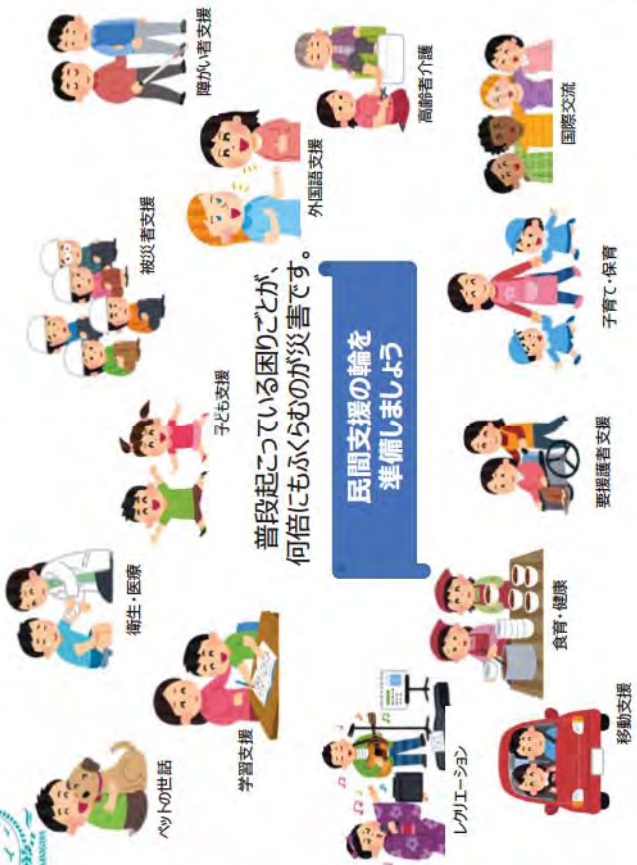 ペットの世話
衛生・医療
被災者支援
障がい者支援
学習支援
子ども支援
外国語支援
高齢者介護
普段起こっている困りごとが、
何倍にもふくらむのが災害です。
民間支援の輪を
準備しましょう
レクリエーション
移動支援
食育・健康
要援護者支援
子育て・保育
国際交流